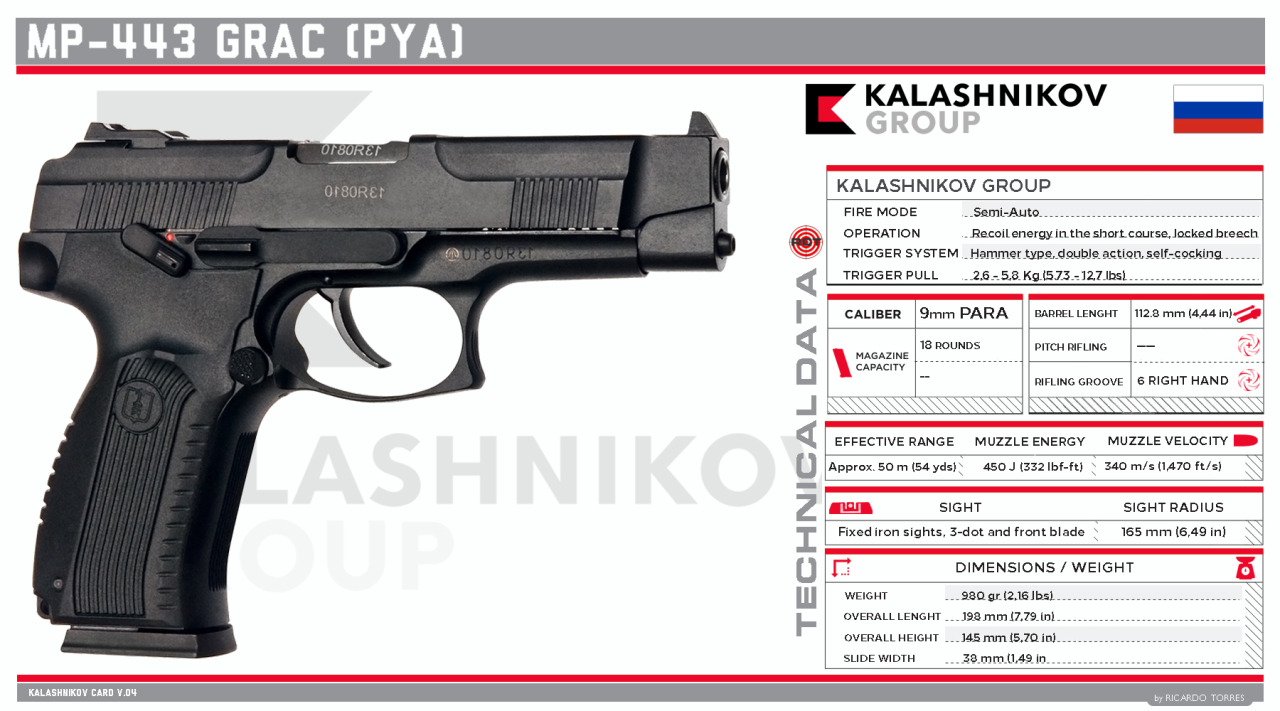 MP-443 GRAC (PYA)
KALASHNIKOV
GROUP
13R0810
13R0810
13R0810
KALASHNIKOV
GROUP
TECHNICAL DATA
KALASHNIKOV GROUP
FIRE MODE Semi-Auto
OPERATION Recoil energy in the short course, locked breech
TRIGGER SYSTEM Hammer type, double action, self-cocking
TRIGGER PULL 2,6 - 5,8 Kg (5.73 - 12,7 lbs)
CALIBER 9mm PARA
MAGAZINE CAPACITY 18 ROUNDS
--
BARREL LENGHT 112.8 mm (4,44 in)
PITCH RIFLING ----
RIFLING GROOVE 6 RIGHT HAND
EFFECTIVE RANGE MUZZLE ENERGY MUZZLE VELOCITY
Approx. 50 m (54 yds) 450 J (332 lbf-ft) 340 m/s (1,470 ft/s)
SIGHT SIGHT RADIUS
Fixed iron sights, 3-dot and front blade 165 mm (6,49 in)
DIMENSIONS / WEIGHT
WEIGHT 980 gr (2,16 lbs)
OVERALL LENGHT 198 mm (7,79 in)
OVERALL HEIGHT 145 mm (5,70 in)
SLIDE WIDTH 38 mm (1,49 in
KALASHNIKOV CARD V.04
by RICARDO TORRES